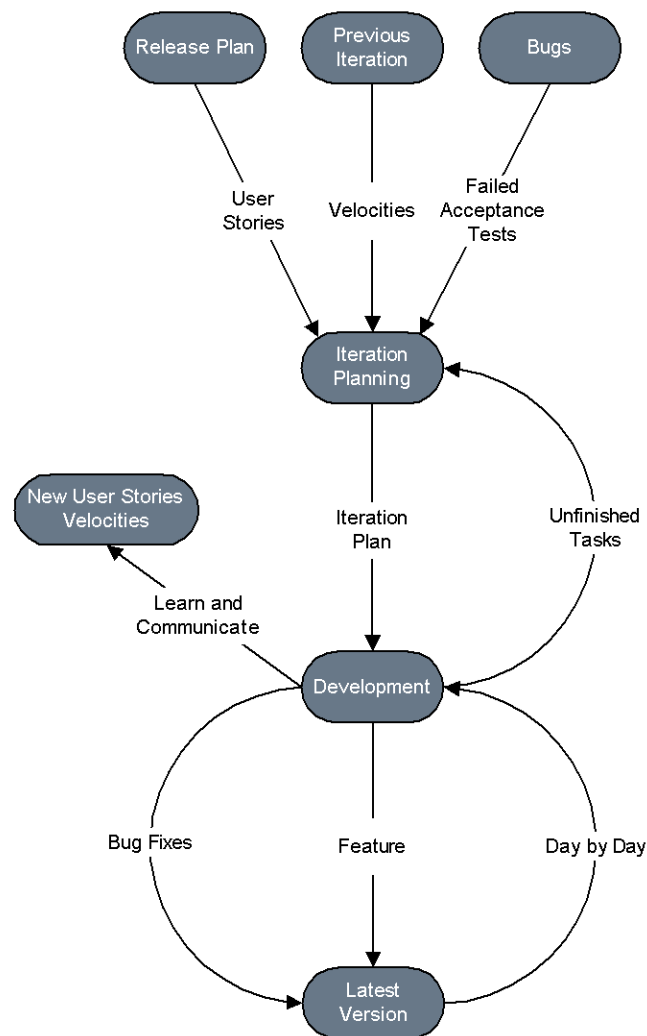 Release Plan
Previous
Iteration
Bugs
User
Stories
Velocities
Failed
Acceptance
Tests
Iteration
Planning
New User Stories
Velocities
Iteration
Plan
Unfinished
Tasks
Learn and
Communicate
Development
Bug Fixes
Feature
Day by Day
Latest
Version